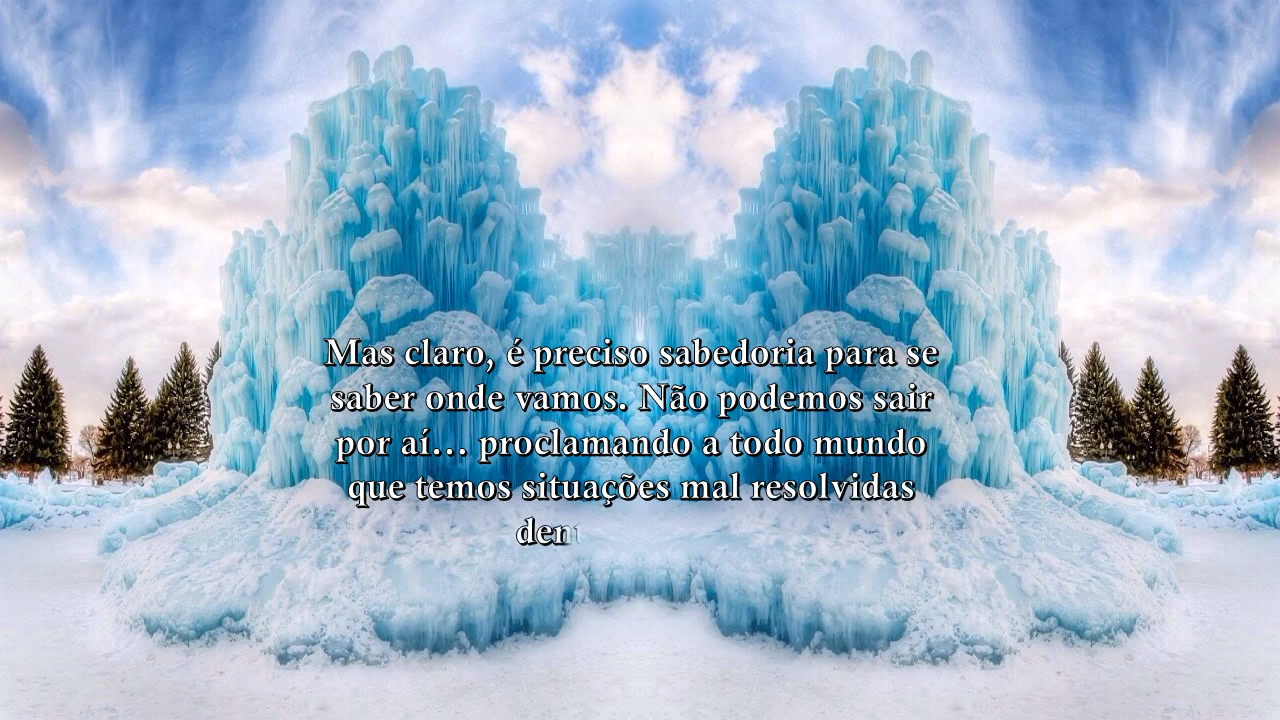 Mas claro, é preciso sabedoria para se
saber onde vamos. Não podemos sair
por aí... proclamando a todo mundo
que temos situações mal resolvidas